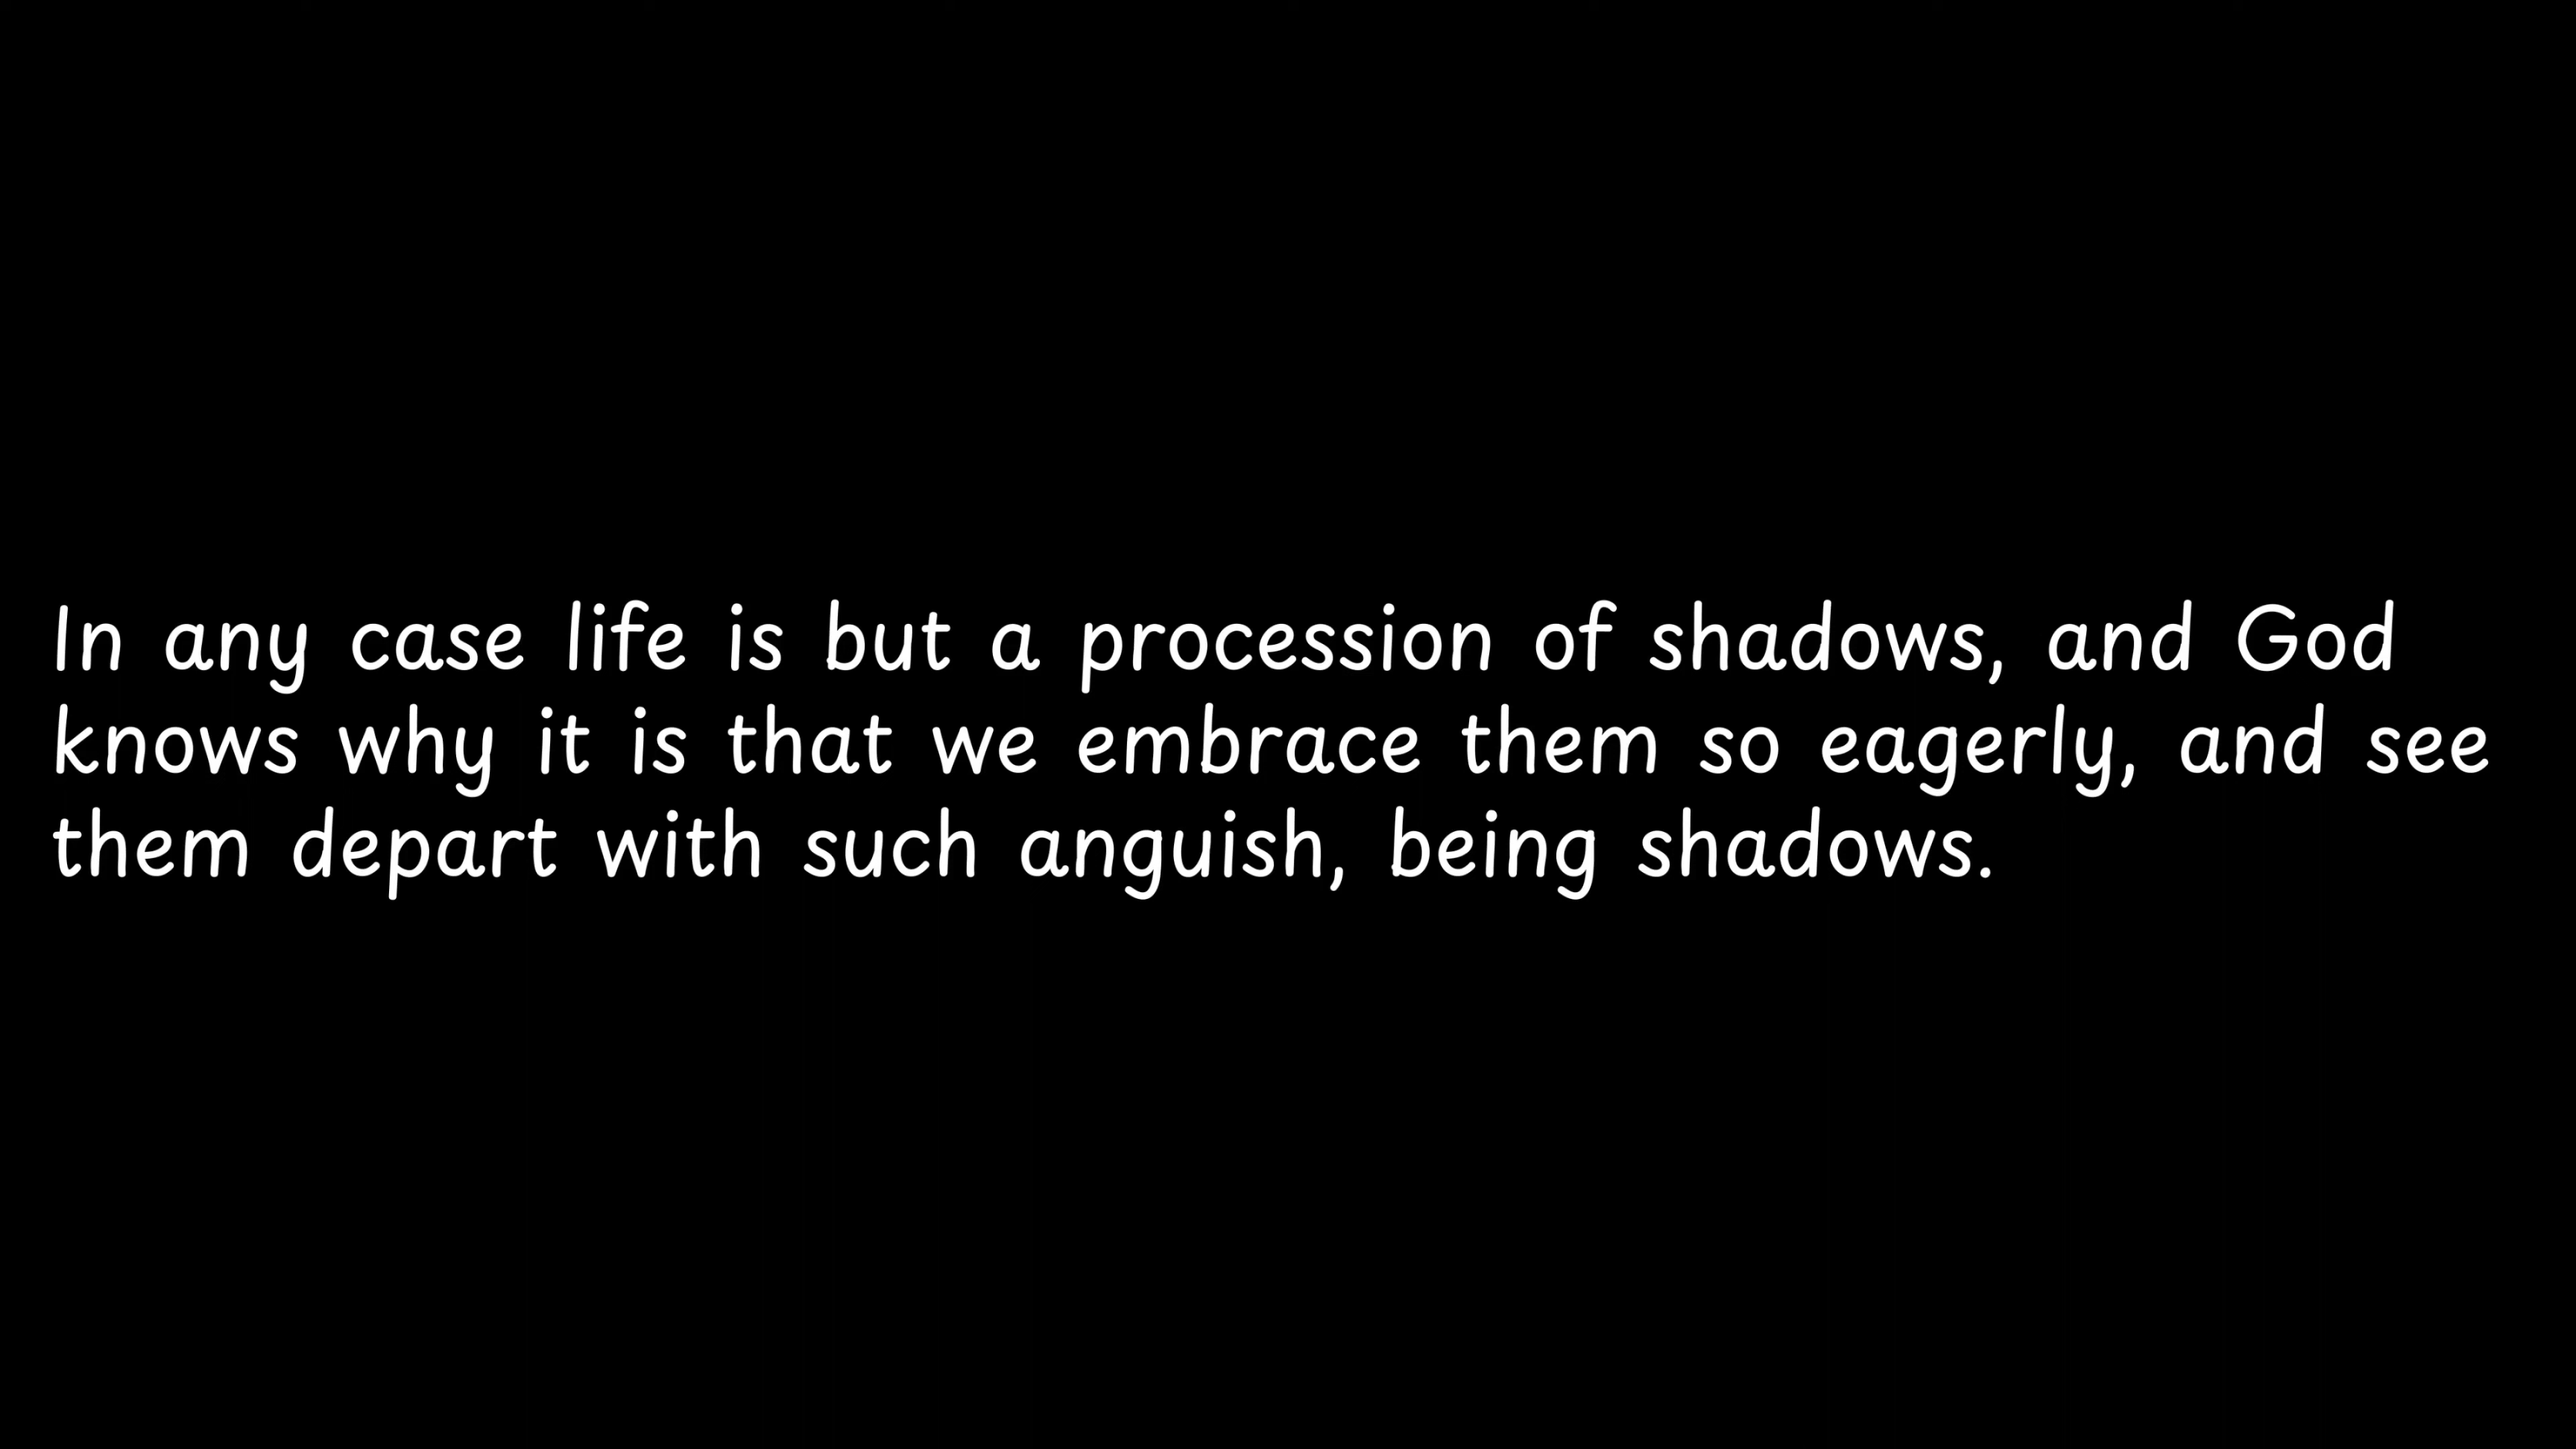 In any case life is but a procession of shadows, and God
knows why it is that we embrace them so eagerly, and see
them depart with such anguish, being shadows.